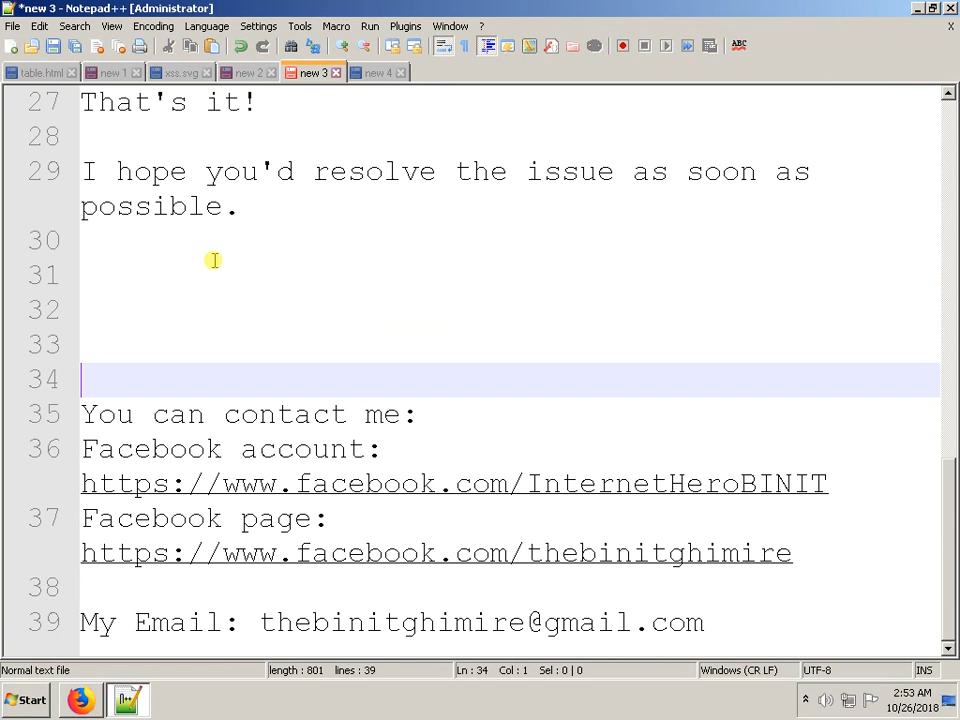 *new 3 - Notepad++ [Administrator]
File Edit Search View Encoding Language Settings Tools Macro Run Plugins Window ? X
ABC
table.html new 1 xss.svg new 2 new 3 new 4
27 That's it!
28
29 I hope you'd resolve the issue as soon as
possible.
30
31
32
33
34
35 You can contact me:
36 Facebook account:
https://www.facebook.com/InternetHeroBINIT
37 Facebook page:
https://www.facebook.com/thebinitghimire
38
39 My Email: thebinitghimire@gmail.com
Normal text file length : 801 lines : 39 Ln : 34 Col : 1 Sel : 0 | 0 Windows (CR LF) UTF-8 INS
Start 2:53 AM
10/26/2018